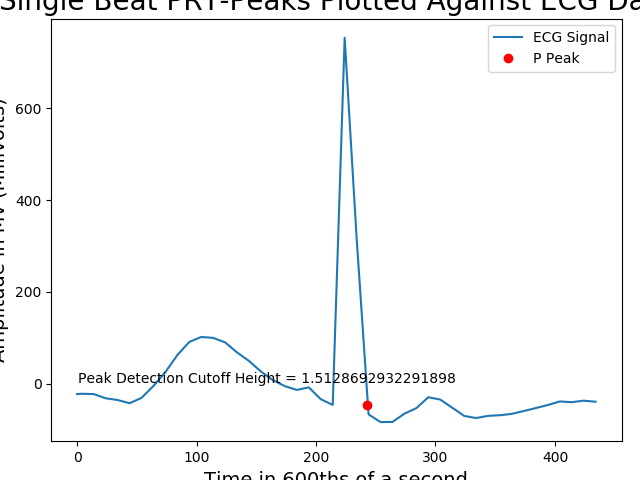 Single Beat PRT-Peaks Plotted Against ECG Da
ECG Signal
P Peak
Amplitude in MV (MilliVolts)
600
400
200
0
Peak Detection Cutoff Height = 1.5128692932291898
0 100 200 300 400
Time in 600ths of a second